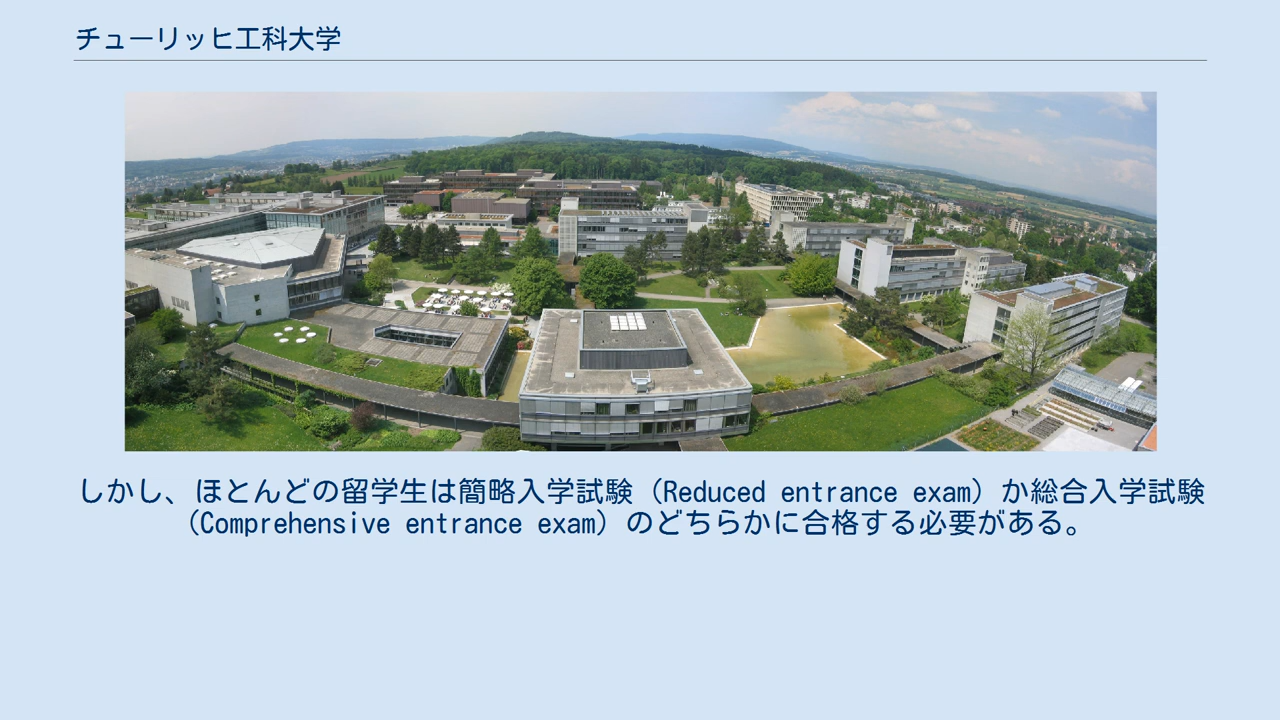 チューリッヒ工科大学
しかし、ほとんどの留学生は簡略入学試験（Reduced entrance exam）か総合入学試験
（Comprehensive entrance exam）のどちらかに合格する必要がある。